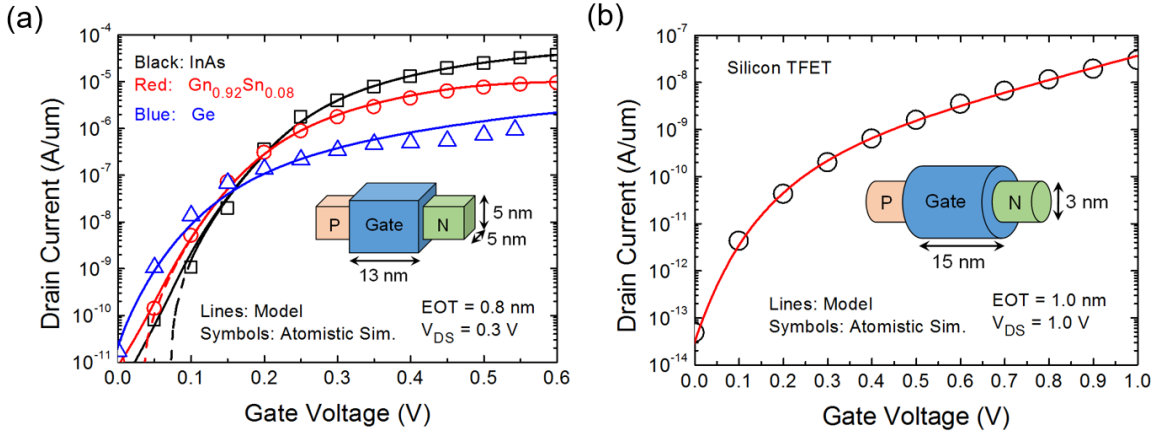 (a)
10⁻⁴
10⁻⁵
10⁻⁶
10⁻⁷
10⁻⁸
10⁻⁹
10⁻¹⁰
10⁻¹¹
Drain Current (A/um)
Black: InAs
Red: Gn₀.₉₂Sn₀.₀₈
Blue: Ge
P
Gate
N
5 nm
5 nm
13 nm
Lines: Model
Symbols: Atomistic Sim.
EOT = 0.8 nm
V_DS = 0.3 V
0.0 0.1 0.2 0.3 0.4 0.5 0.6
Gate Voltage (V)
(b)
10⁻⁶
10⁻⁷
10⁻⁸
10⁻⁹
10⁻¹⁰
10⁻¹¹
10⁻¹²
10⁻¹³
10⁻¹⁴
Drain Current (A/um)
Silicon TFET
P
Gate
N
3 nm
15 nm
Lines: Model
Symbols: Atomistic Sim.
EOT = 1.0 nm
V_DS = 1.0 V
0.0 0.1 0.2 0.3 0.4 0.5 0.6 0.7 0.8 0.9 1.0
Gate Voltage (V)